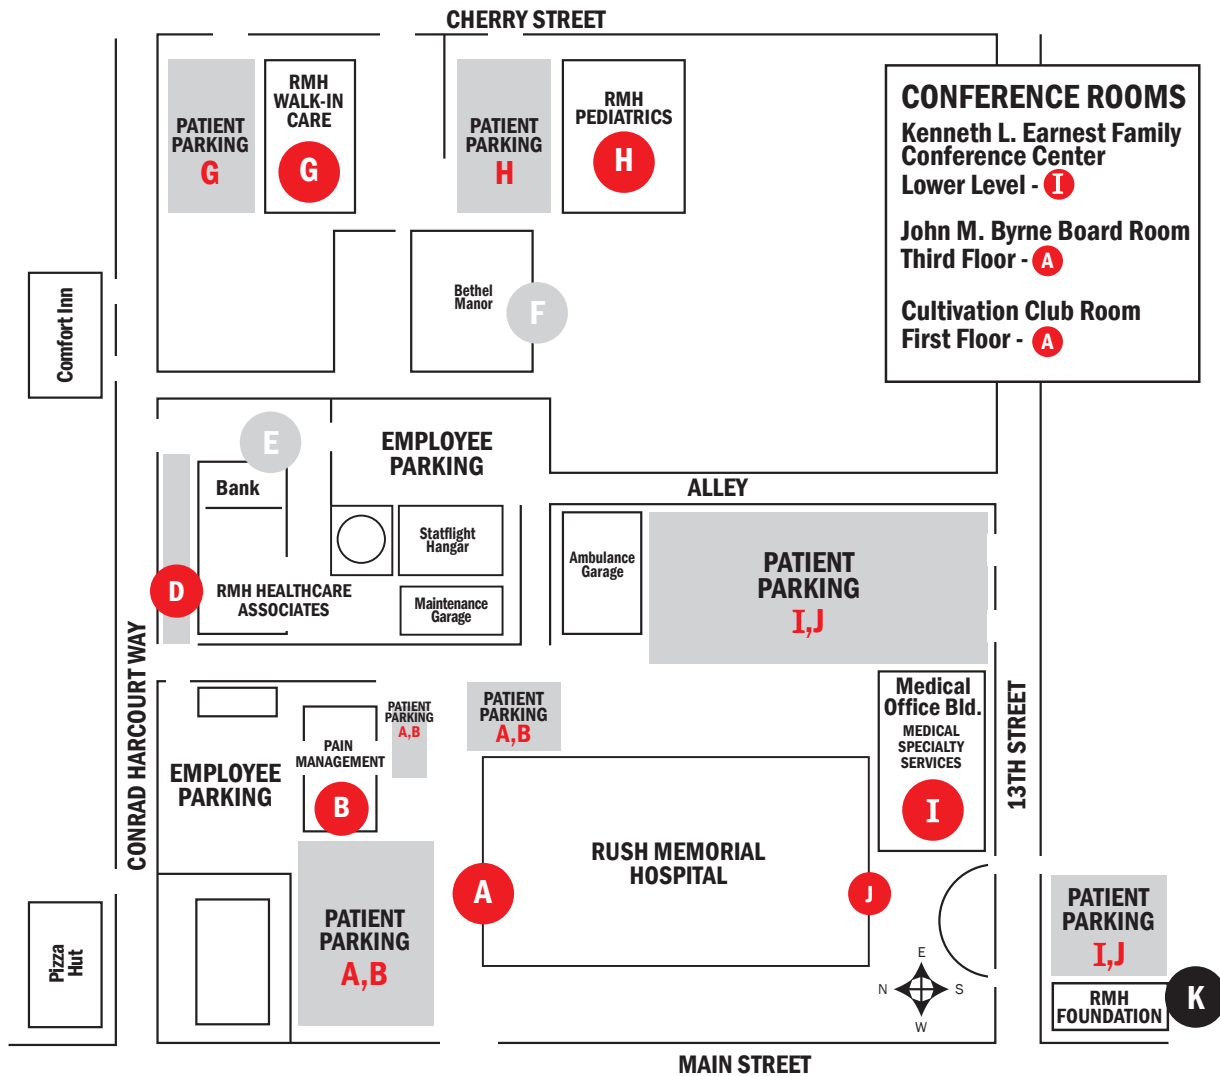 CHERRY STREET
RMH
WALK-IN
CARE
G
PATIENT
PARKING
G
PATIENT
PARKING
H
RMH
PEDIATRICS
H
CONFERENCE ROOMS
Kenneth L. Earnest Family
Conference Center
Lower Level - I
John M. Byrne Board Room
Third Floor - A
Cultivation Club Room
First Floor - A
Comfort Inn
Bethel
Manor
F
E
Bank
EMPLOYEE
PARKING
ALLEY
Statflight
Hangar
Ambulance
Garage
PATIENT
PARKING
I,J
D
RMH HEALTHCARE
ASSOCIATES
Maintenance
Garage
CONRAD HARCOURT WAY
13TH STREET
PATIENT
PARKING
A,B
PATIENT
PARKING
A,B
Medical
Office Bld.
MEDICAL
SPECIALTY
SERVICES
I
EMPLOYEE
PARKING
PAIN
MANAGEMENT
B
RUSH MEMORIAL
HOSPITAL
A
J
PATIENT
PARKING
A,B
PATIENT
PARKING
I,J
Pizza
Hut
E
N
S
W
RMH
FOUNDATION
K
MAIN STREET